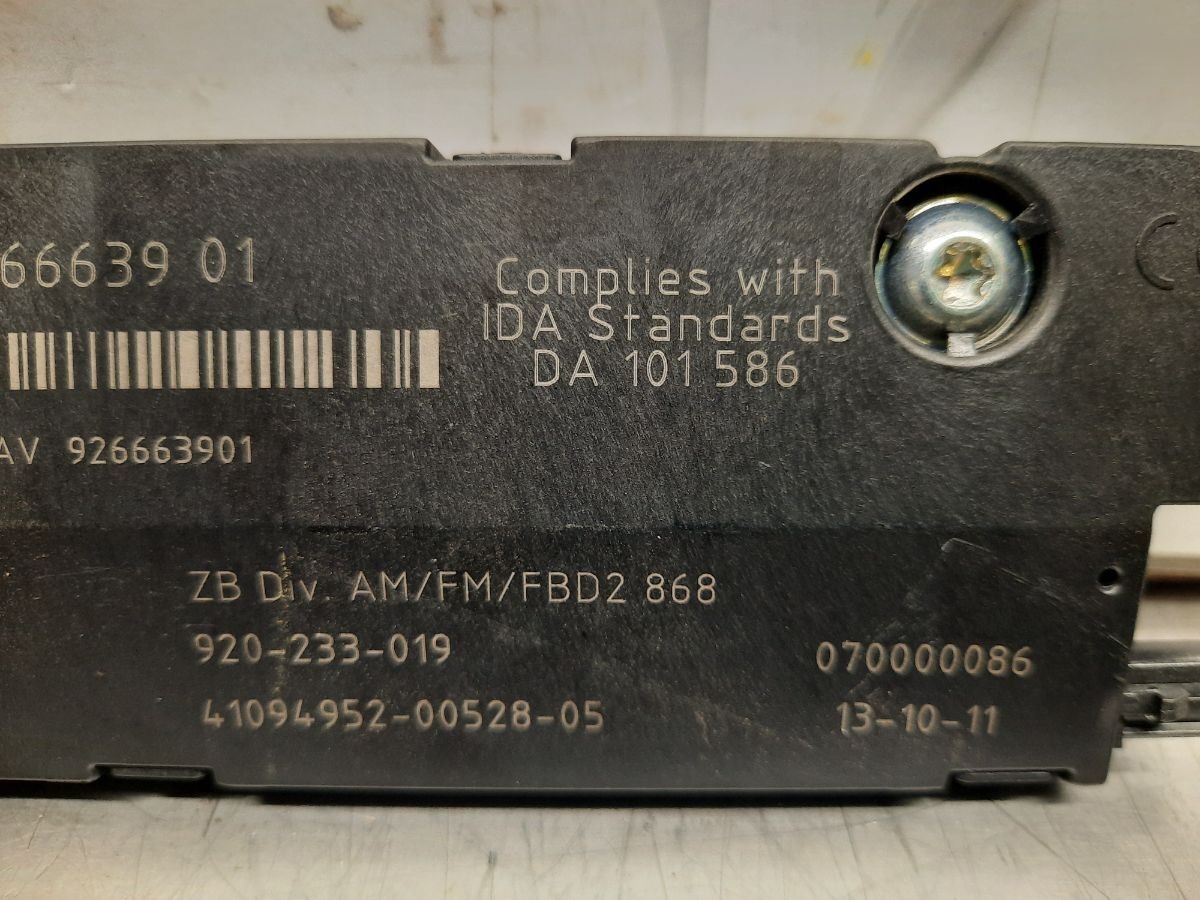 66639 01
Complies with
IDA Standards
DA 101 586
AV 926663901
ZB Div. AM/FM/FBD2 868
920-233-019
070000086
41094952-00528-05
13-10-11